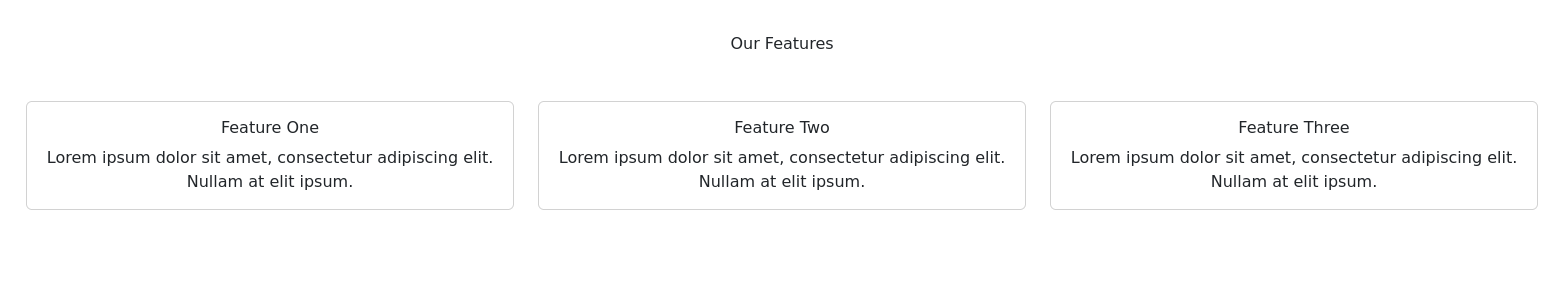 Our Features
Feature One
Lorem ipsum dolor sit amet, consectetur adipiscing elit.
Nullam at elit ipsum.
Feature Two
Lorem ipsum dolor sit amet, consectetur adipiscing elit.
Nullam at elit ipsum.
Feature Three
Lorem ipsum dolor sit amet, consectetur adipiscing elit.
Nullam at elit ipsum.